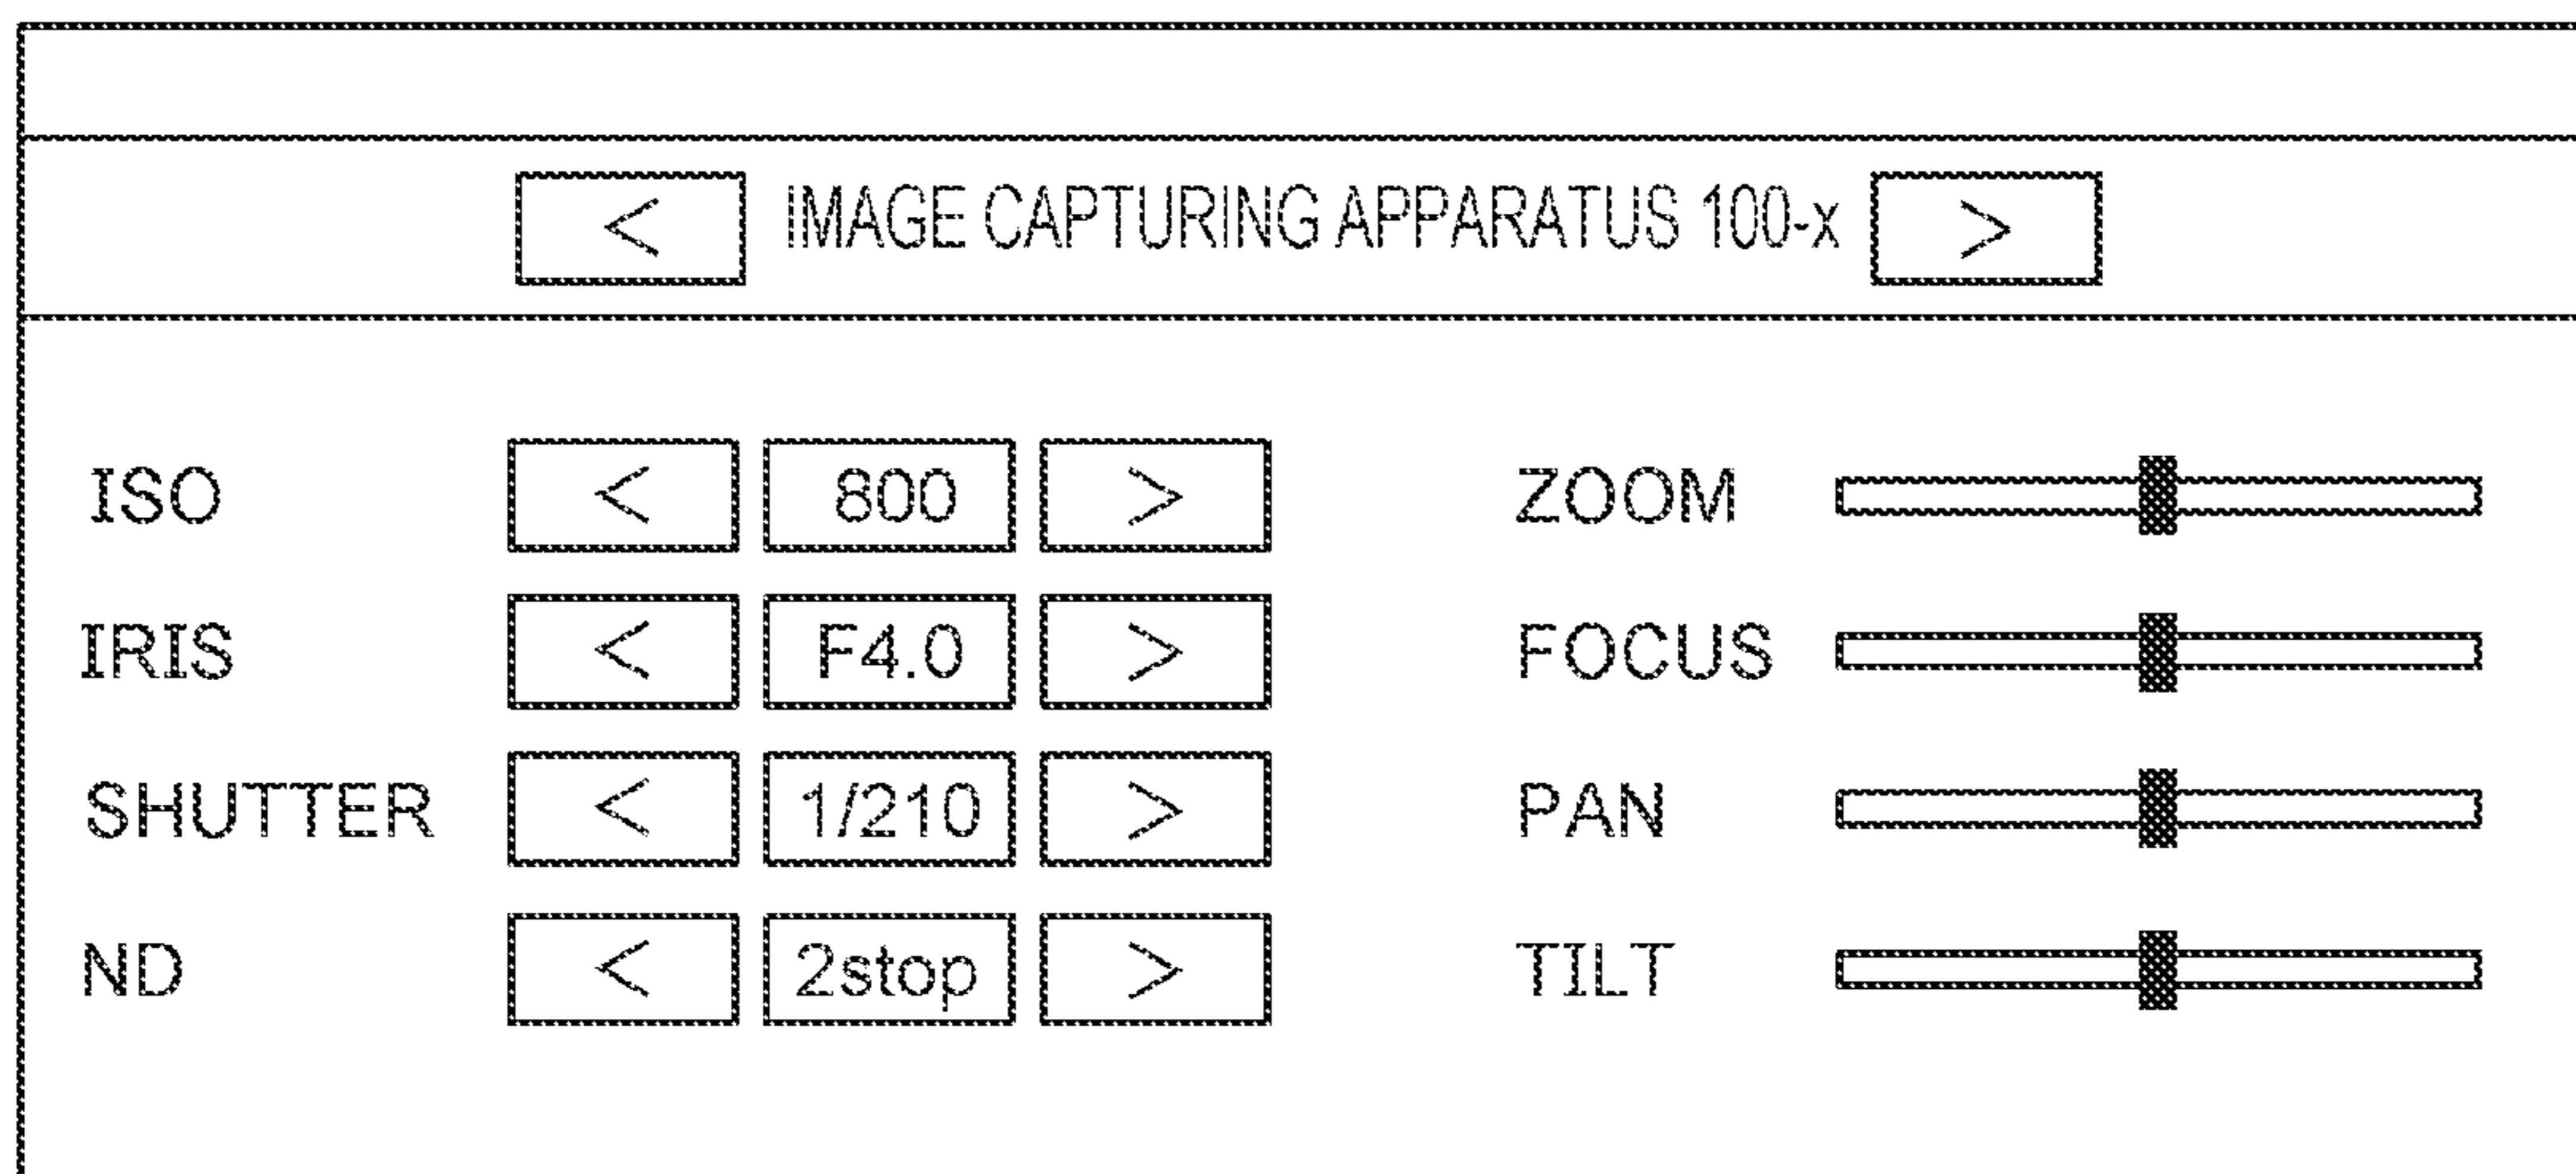 < IMAGE CAPTURING APPARATUS 100-x >
ISO < 800 > ZOOM
IRIS < F4.0 > FOCUS
SHUTTER < 1/210 > PAN
ND < 2stop > TILT